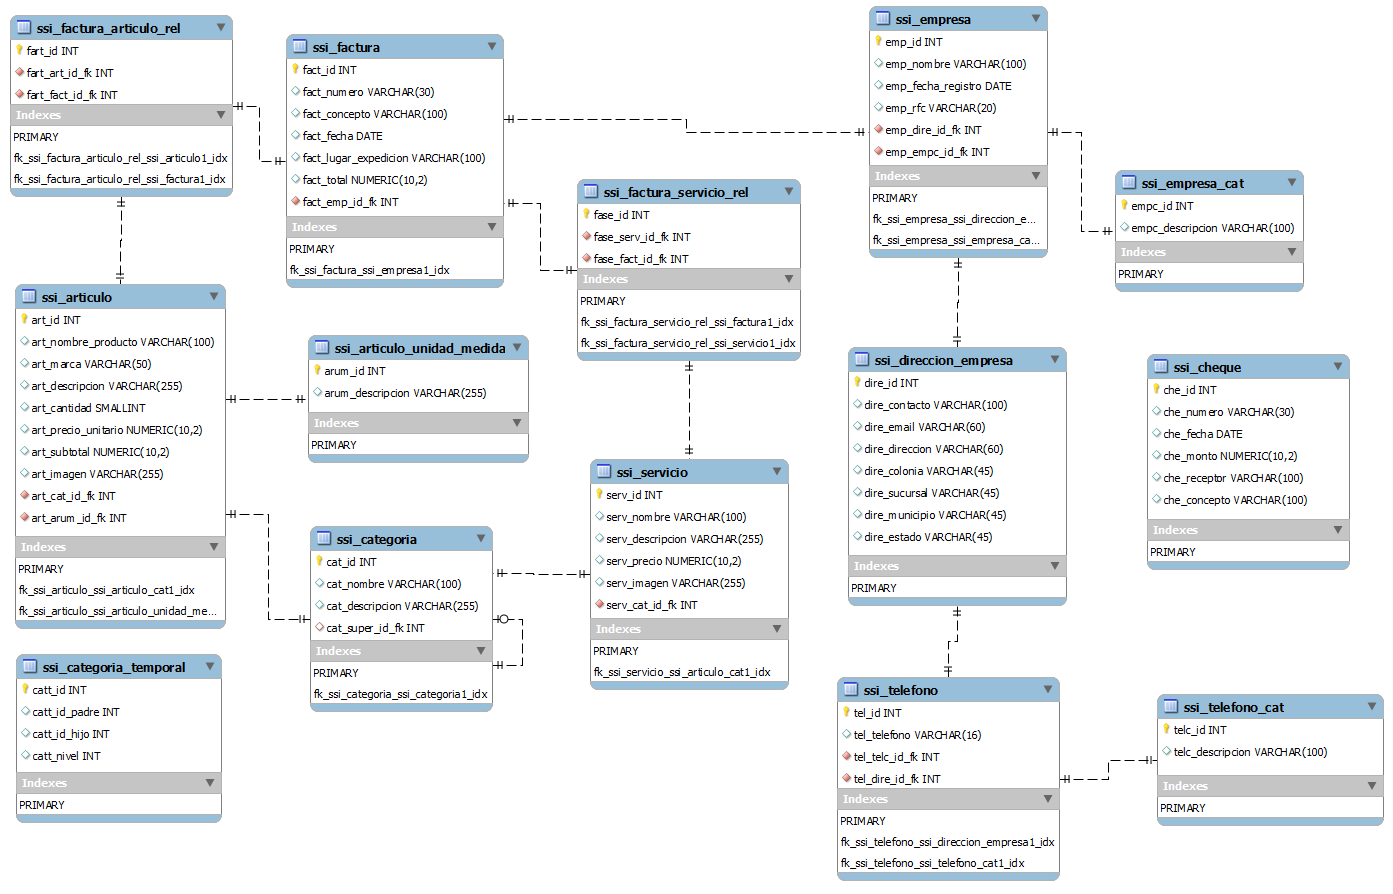 ssi_factura_articulo_rel
fart_id INT
fart_art_id_fk INT
fart_fact_id_fk INT
Indexes
PRIMARY
fk_ssi_factura_articulo_rel_ssi_articulo1_idx
fk_ssi_factura_articulo_rel_ssi_factura1_idx
ssi_factura
fact_id INT
fact_numero VARCHAR(30)
fact_concepto VARCHAR(100)
fact_fecha DATE
fact_lugar_expedicion VARCHAR(100)
fact_total NUMERIC(10,2)
fact_emp_id_fk INT
Indexes
PRIMARY
fk_ssi_factura_ssi_empresa1_idx
ssi_empresa
emp_id INT
emp_nombre VARCHAR(100)
emp_fecha_registro DATE
emp_rfc VARCHAR(20)
emp_dire_id_fk INT
emp_empc_id_fk INT
Indexes
PRIMARY
fk_ssi_empresa_ssi_direccion_e...
fk_ssi_empresa_ssi_empresa_ca...
ssi_factura_servicio_rel
fase_id INT
fase_serv_id_fk INT
fase_fact_id_fk INT
Indexes
PRIMARY
fk_ssi_factura_servicio_rel_ssi_factura1_idx
fk_ssi_factura_servicio_rel_ssi_servicio1_idx
ssi_empresa_cat
empc_id INT
empc_descripcion VARCHAR(100)
Indexes
PRIMARY
ssi_articulo
art_id INT
art_nombre_producto VARCHAR(100)
art_marca VARCHAR(50)
art_descripcion VARCHAR(255)
art_cantidad SMALLINT
art_precio_unitario NUMERIC(10,2)
art_subtotal NUMERIC(10,2)
art_imagen VARCHAR(255)
art_cat_id_fk INT
art_arum_id_fk INT
Indexes
PRIMARY
fk_ssi_articulo_ssi_articulo_cat1_idx
fk_ssi_articulo_ssi_articulo_unidad_me...
ssi_articulo_unidad_medida
arum_id INT
arum_descripcion VARCHAR(255)
Indexes
PRIMARY
ssi_direccion_empresa
dire_id INT
dire_contacto VARCHAR(100)
dire_email VARCHAR(60)
dire_direccion VARCHAR(60)
dire_colonia VARCHAR(45)
dire_sucursal VARCHAR(45)
dire_municipio VARCHAR(45)
dire_estado VARCHAR(45)
Indexes
PRIMARY
ssi_cheque
che_id INT
che_numero VARCHAR(30)
che_fecha DATE
che_monto NUMERIC(10,2)
che_receptor VARCHAR(100)
che_concepto VARCHAR(100)
Indexes
PRIMARY
ssi_servicio
serv_id INT
serv_nombre VARCHAR(100)
serv_descripcion VARCHAR(255)
serv_precio NUMERIC(10,2)
serv_imagen VARCHAR(255)
serv_cat_id_fk INT
Indexes
PRIMARY
fk_ssi_servicio_ssi_articulo_cat1_idx
ssi_categoria
cat_id INT
cat_nombre VARCHAR(100)
cat_descripcion VARCHAR(255)
cat_super_id_fk INT
Indexes
PRIMARY
fk_ssi_categoria_ssi_categoria1_idx
ssi_categoria_temporal
catt_id INT
catt_id_padre INT
catt_id_hijo INT
catt_nivel INT
Indexes
PRIMARY
ssi_telefono
tel_id INT
tel_telefono VARCHAR(16)
tel_telc_id_fk INT
tel_dire_id_fk INT
Indexes
PRIMARY
fk_ssi_telefono_ssi_direccion_empresa1_idx
fk_ssi_telefono_ssi_telefono_cat1_idx
ssi_telefono_cat
telc_id INT
telc_descripcion VARCHAR(100)
Indexes
PRIMARY